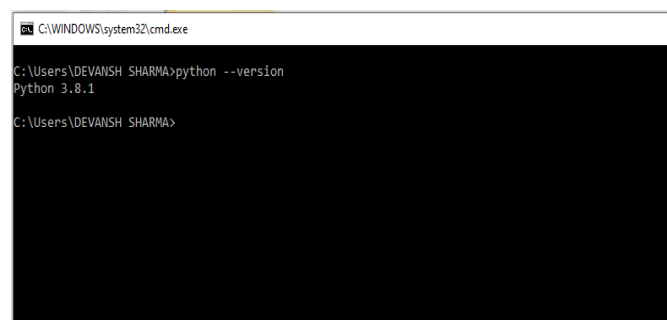 C:\WINDOWS\system32\cmd.exe
C:\Users\DEVANSH SHARMA>python --version
Python 3.8.1
C:\Users\DEVANSH SHARMA>